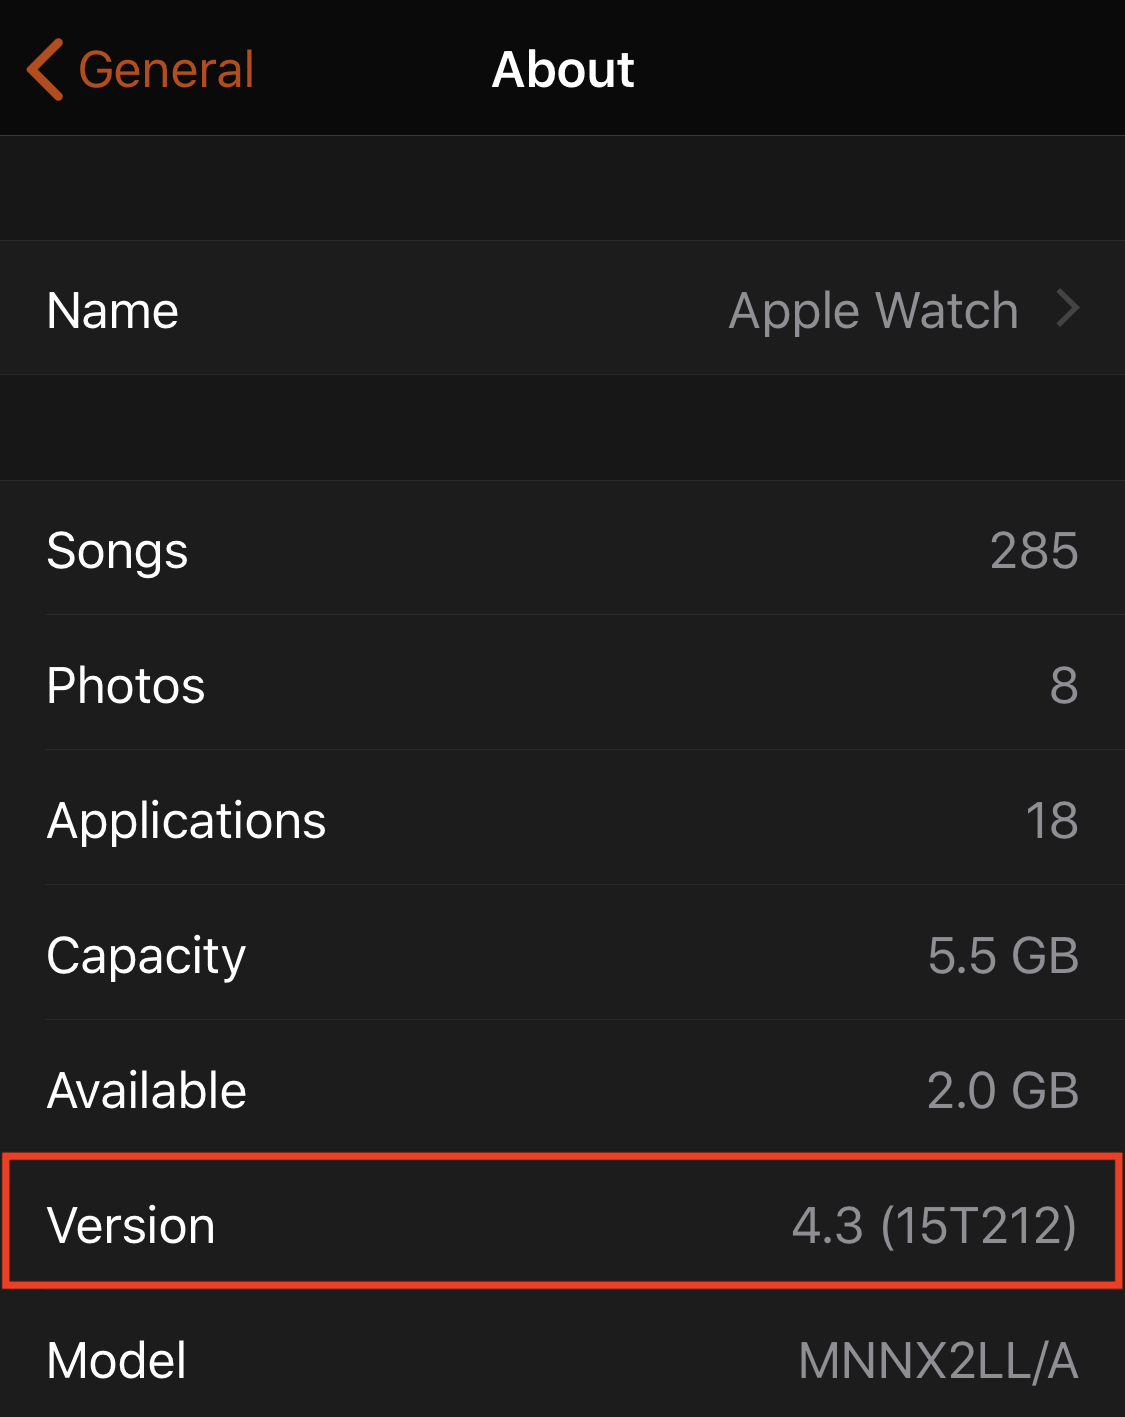 General
About
Name Apple Watch
Songs 285
Photos 8
Applications 18
Capacity 5.5 GB
Available 2.0 GB
Version 4.3 (15T212)
Model MNNX2LL/A